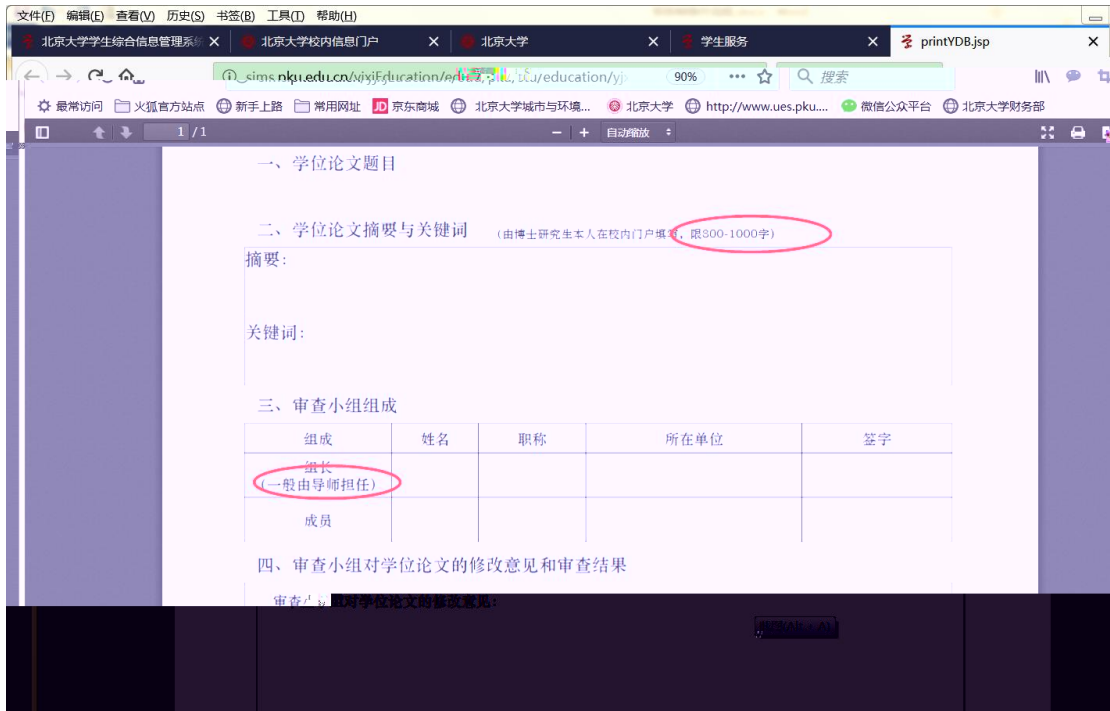 文件(F) 编辑(E) 查看(V) 历史(S) 书签(B) 工具(T) 帮助(H)
北京大学学生综合信息管理系统 北京大学校内信息门户 北京大学 学生服务 printYDB.jsp
sims.pku.edu.cn 90% 搜索
最常访问 火狐官方站点 新手上路 常用网址 JD 京东商城 北京大学城市与环境... 北京大学 http://www.ues.pku.... 微信公众平台 北京大学财务部
1 / 1 自动缩放
一、学位论文题目
二、学位论文摘要与关键词 (由博士研究生本人在校内门户填写，限800-1000字)
摘要：
关键词：
三、审查小组组成
组成 姓名 职称 所在单位 签字
组长
(一般由导师担任)
成员
四、审查小组对学位论文的修改意见和审查结果
审查小组对学位论文的修改意见：